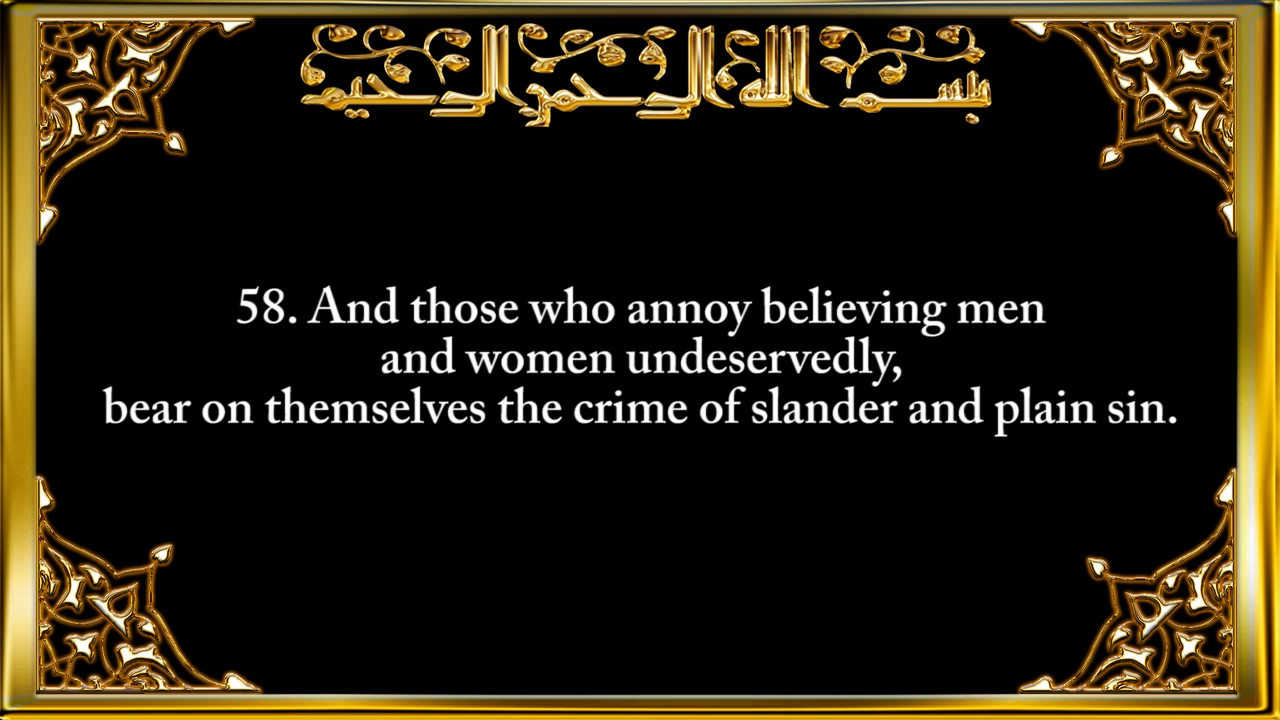 بسم الله الرحمن الرحيم
58. And those who annoy believing men
and women undeservedly,
bear on themselves the crime of slander and plain sin.